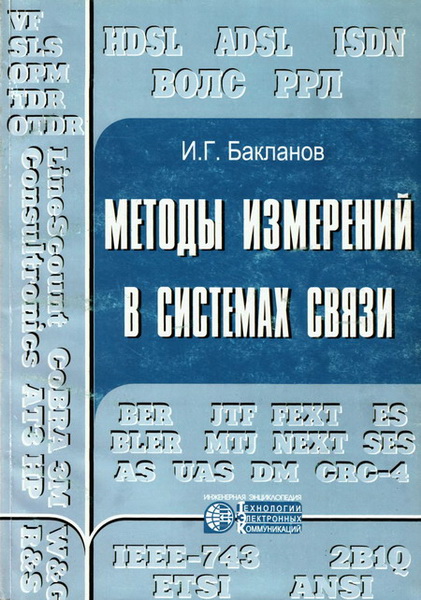 VF
SLS
OPM
TDR
OTDR
HDSL ADSL ISDN
ВОЛС РРЛ
И.Г. Бакланов
МЕТОДЫ ИЗМЕРЕНИЙ
В СИСТЕМАХ СВЯЗИ
LineScount CoBRA 3M W&G
Consultronics AT3 HP R&S
BER JTF FEXT ES
BLER MTJ NEXT SES
AS UAS DM CRC-4
ИНЖЕНЕРНАЯ ЭНЦИКЛОПЕДИЯ
ТЕХНОЛОГИИ
ЭЛЕКТРОННЫХ
КОММУНИКАЦИЙ
IEEE-743 2B1Q
ETSI ANSI